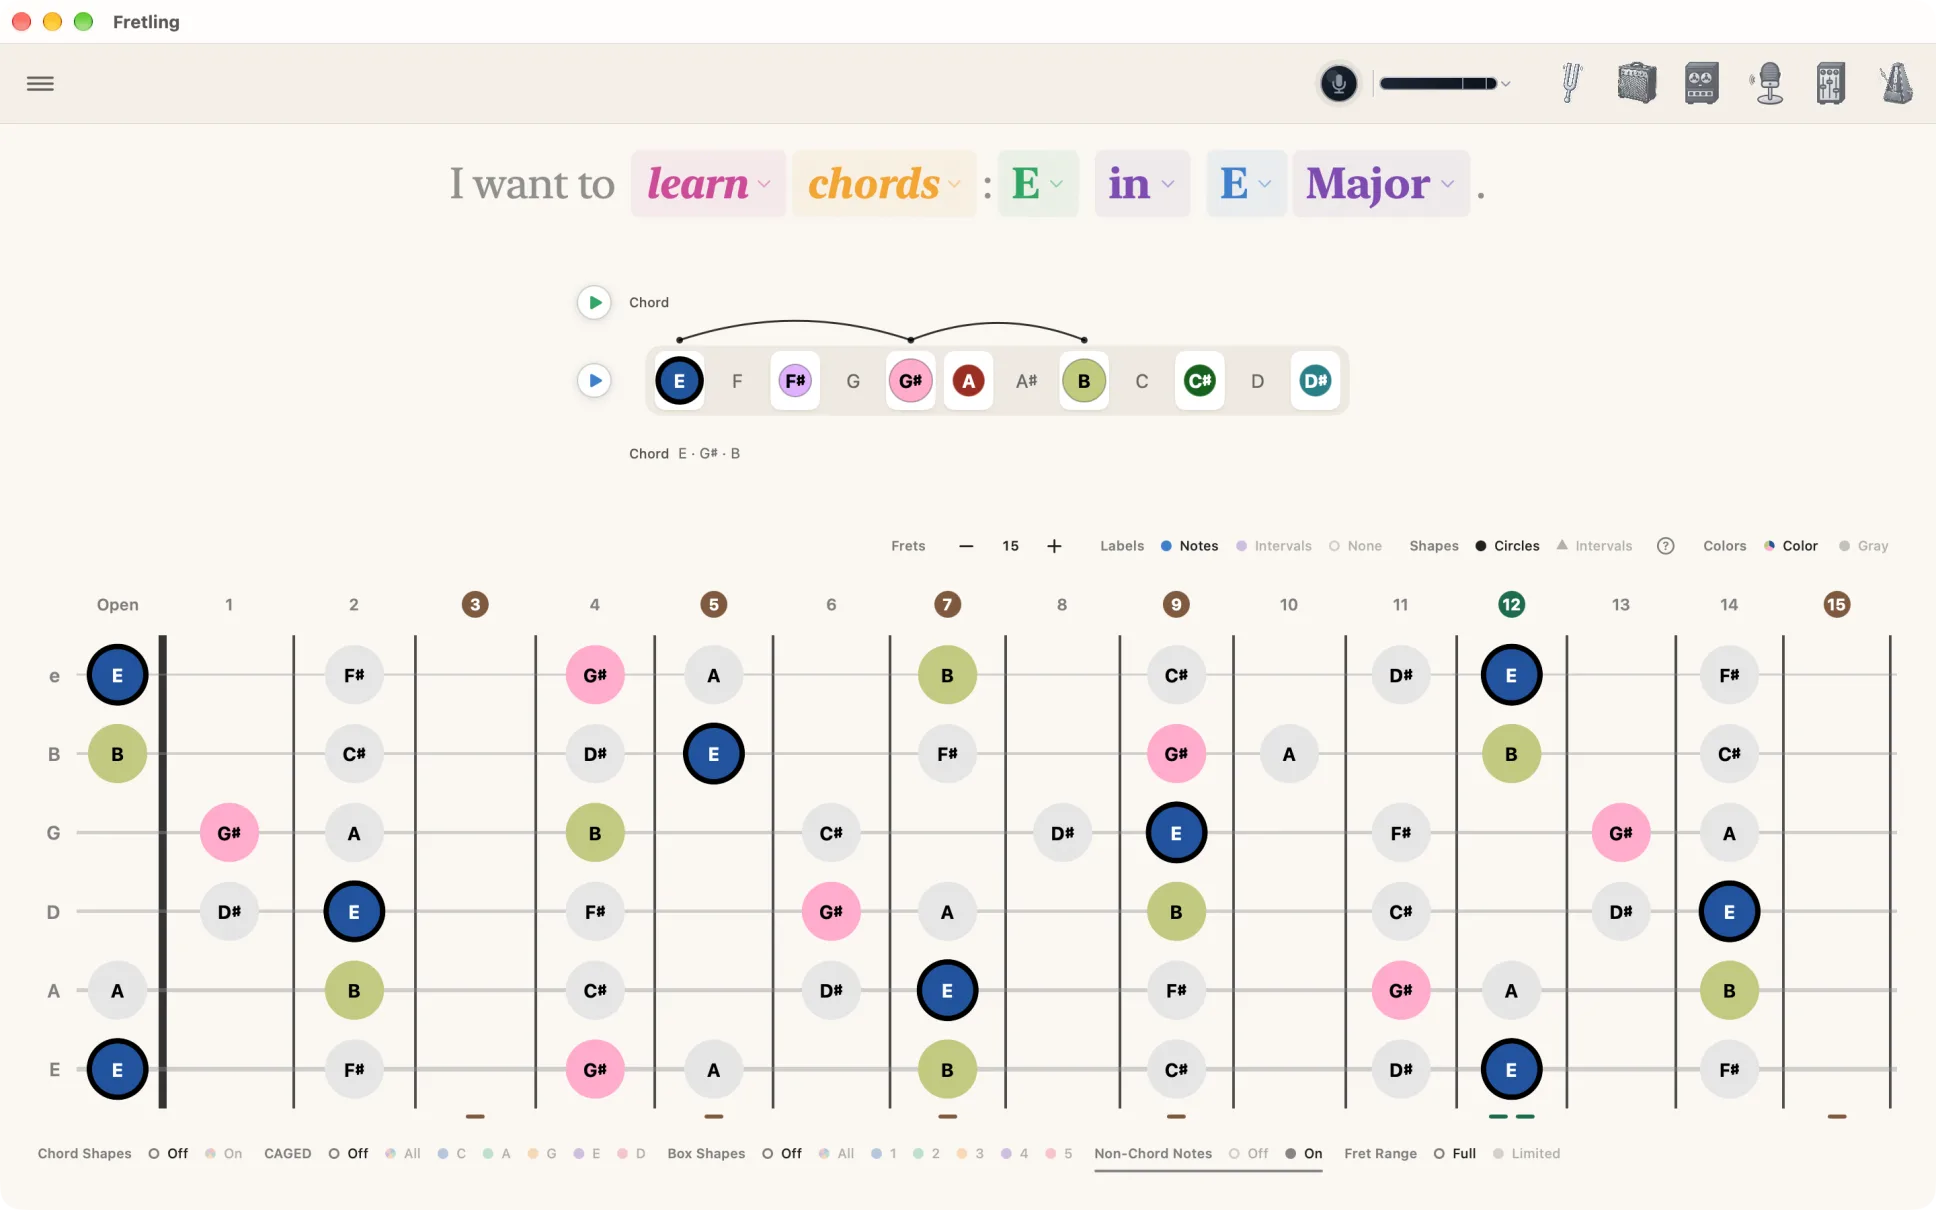 Fretling
I want to learn chords : E in E Major .
Chord
E F F# G G# A A# B C C# D D#
Chord E · G# · B
Frets — 15 + Labels Notes Intervals None Shapes Circles Intervals ? Colors Color Gray
Open 1 2 3 4 5 6 7 8 9 10 11 12 13 14 15
e E F# G# A B C# D# E F#
B B C# D# E F# G# A B C#
G G# A B C# D# E F# G# A
D D# E F# G# A B C# D# E
A A B C# D# E F# G# A B
E E F# G# A B C# D# E F#
Chord Shapes Off On CAGED Off All C A G E D Box Shapes Off All 1 2 3 4 5 Non-Chord Notes Off On Fret Range Full Limited